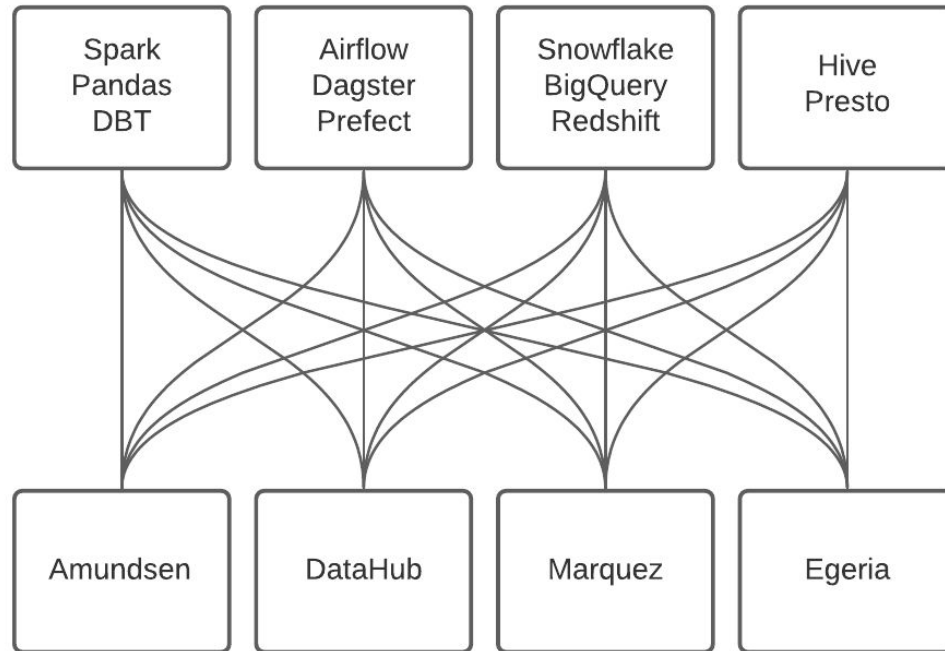 Spark
Pandas
DBT
Airflow
Dagster
Prefect
Snowflake
BigQuery
Redshift
Hive
Presto
Amundsen
DataHub
Marquez
Egeria